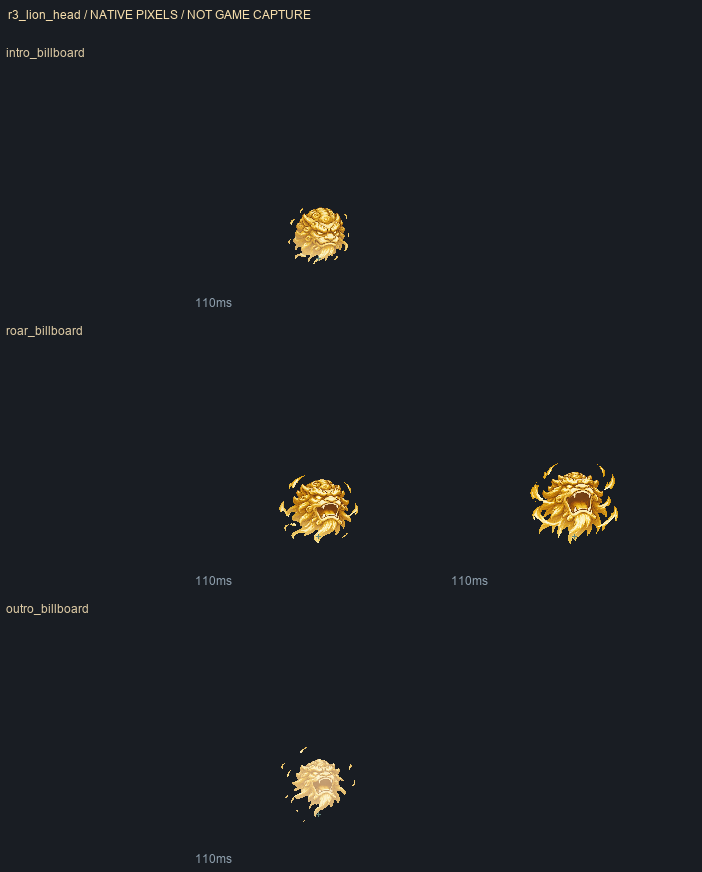 r3_lion_head / NATIVE PIXELS / NOT GAME CAPTURE
intro_billboard
110ms
roar_billboard
110ms 110ms
outro_billboard
110ms